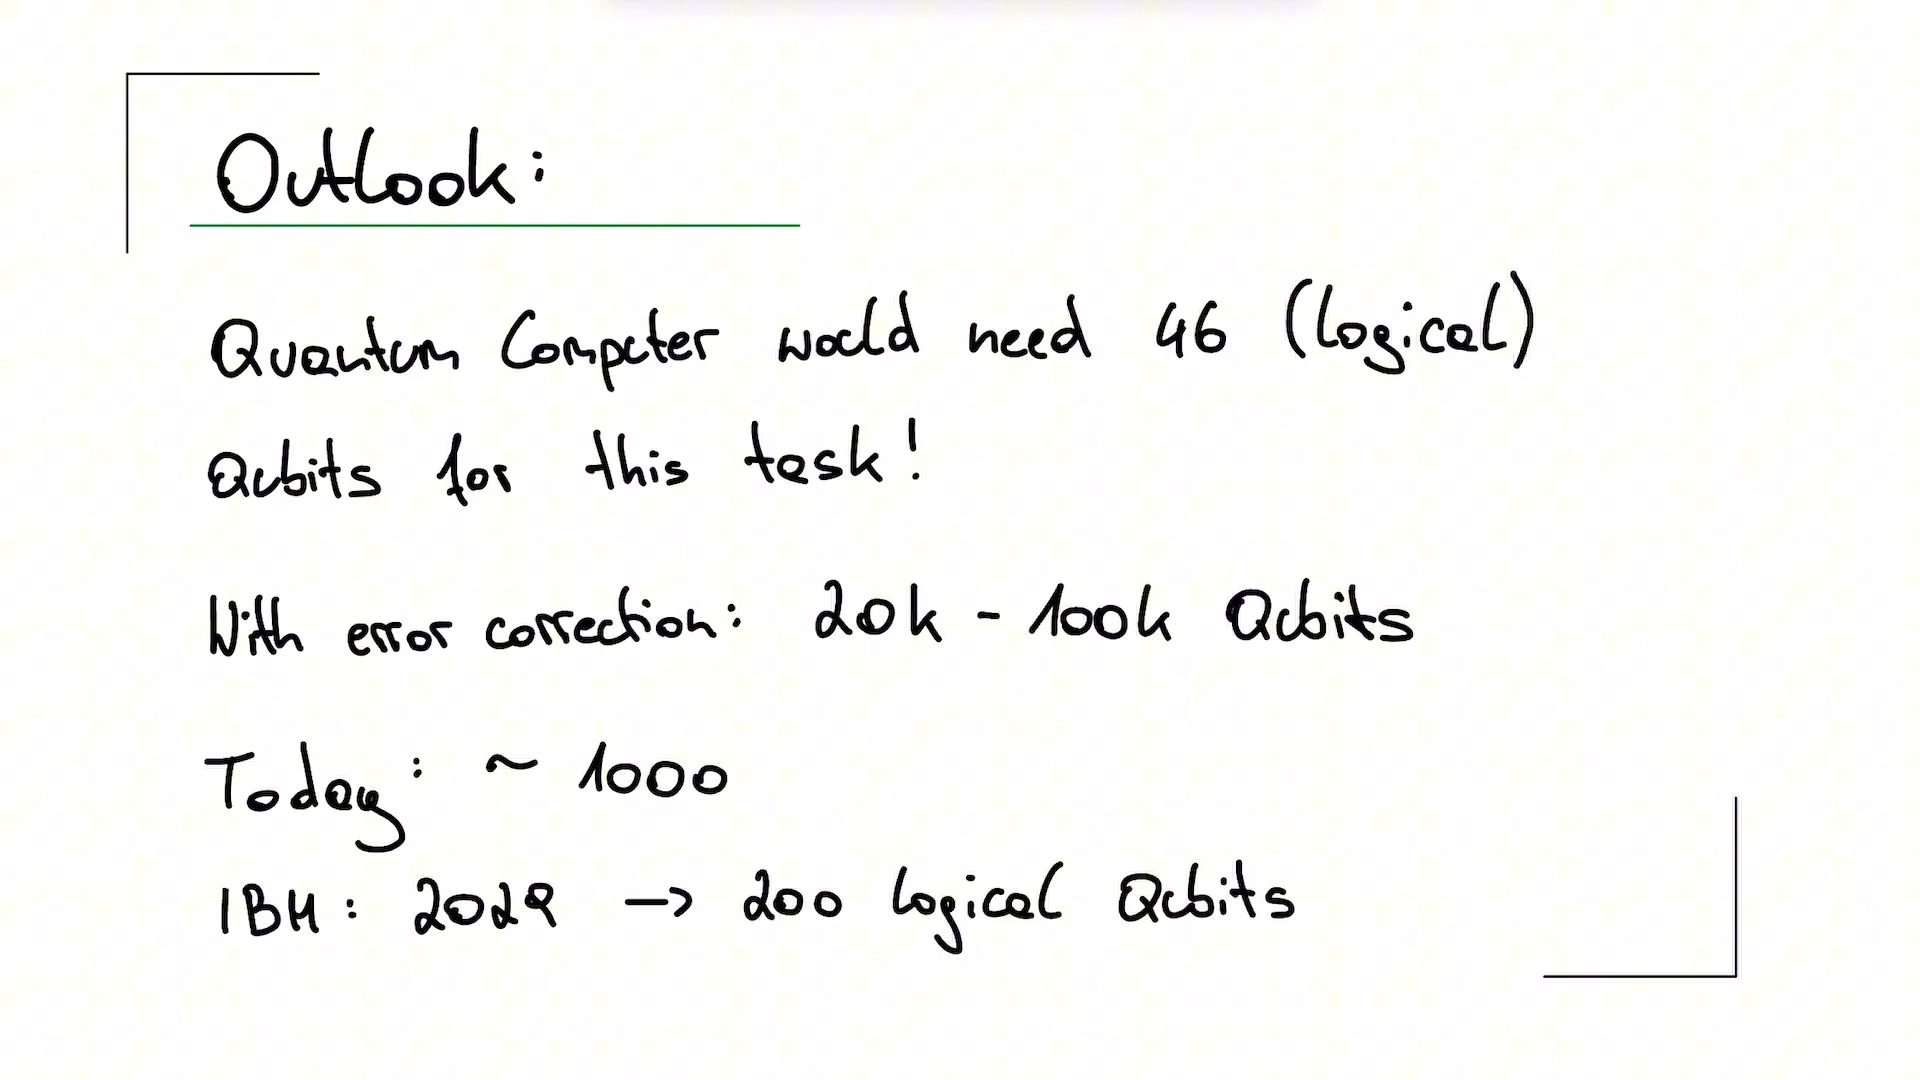 Outlook:
Quantum Computer would need 46 (logical)
Qubits for this task!
With error correction: 20k - 100k Qubits
Today: ~ 1000
IBM: 2029 -> 200 logical Qubits